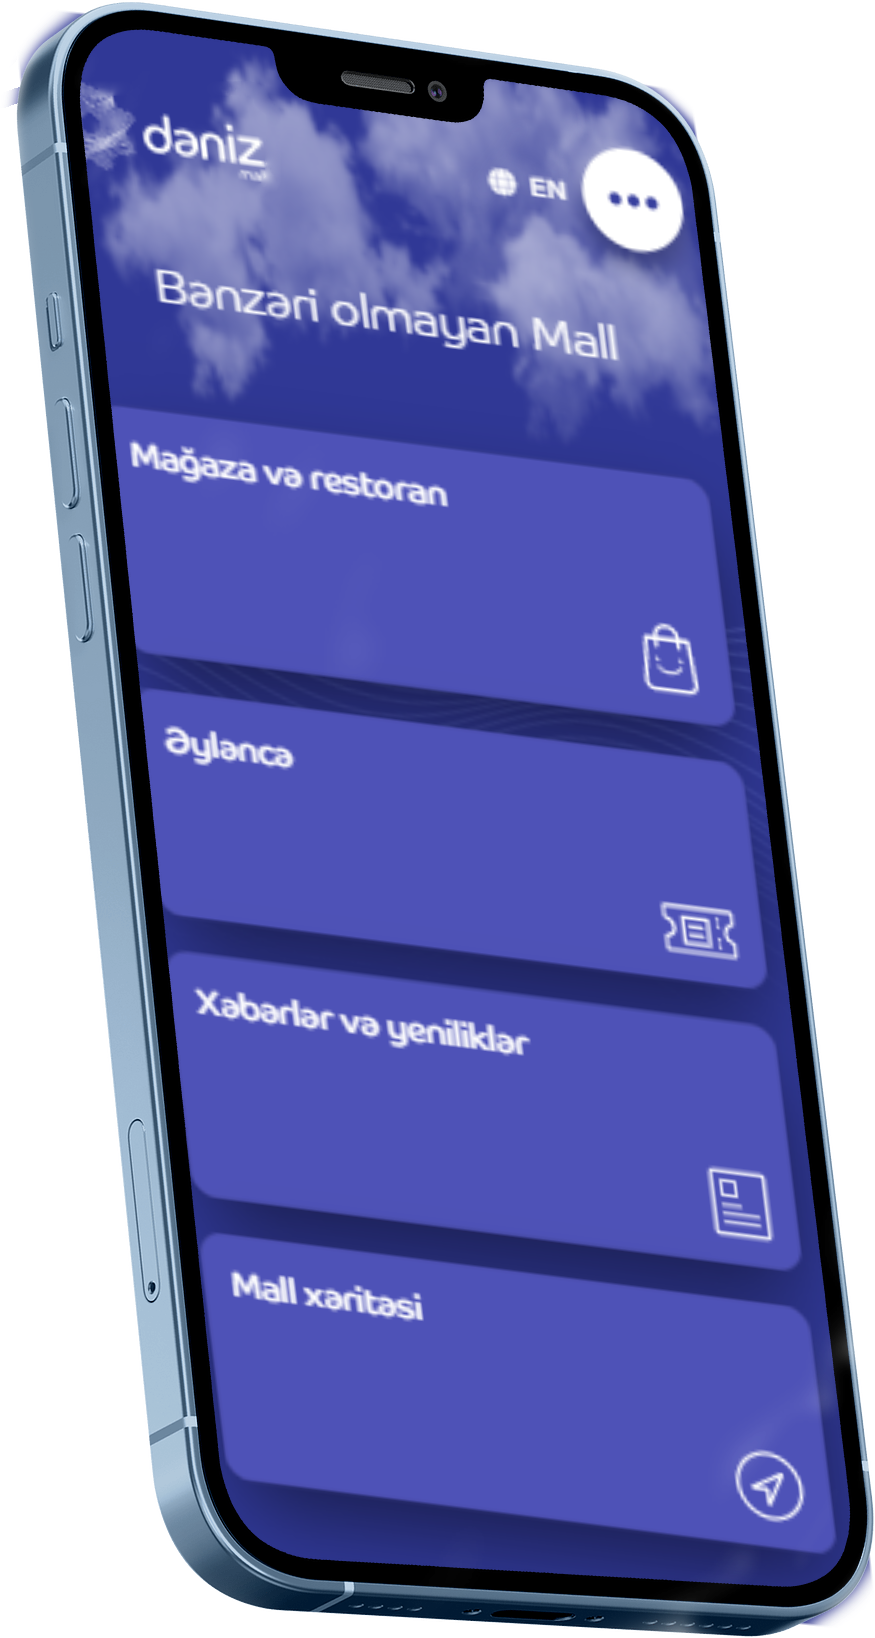 dəniz
mall
EN
Bənzəri olmayan Mall
Mağaza və restoran
Əyləncə
Xəbərlər və yeniliklər
Mall xəritəsi